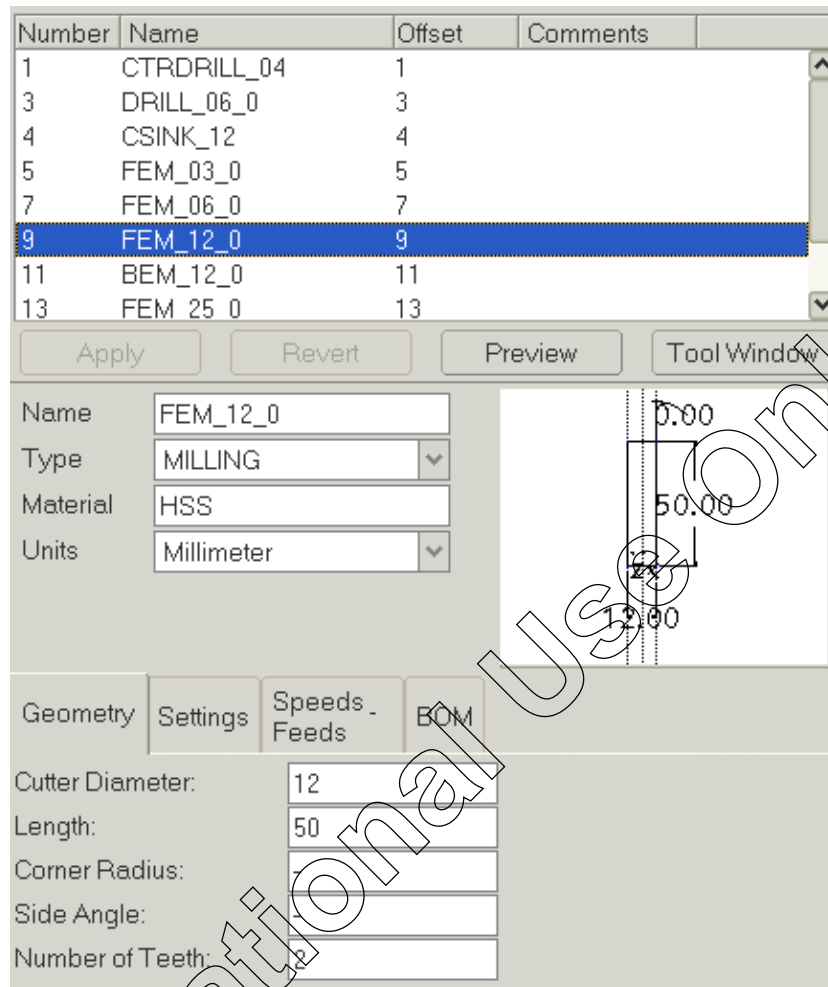 Number Name Offset Comments
1 CTRDRILL_04 1
3 DRILL_06_0 3
4 CSINK_12 4
5 FEM_03_0 5
7 FEM_06_0 7
9 FEM_12_0 9
11 BEM_12_0 11
13 FEM_25_0 13
Apply Revert Preview Tool Window
Name FEM_12_0
Type MILLING
Material HSS
Units Millimeter
0.00
50.00
12.00
Geometry Settings Speeds - Feeds BOM
Cutter Diameter: 12
Length: 50
Corner Radius: -
Side Angle: -
Number of Teeth: 2
ational Use Onl